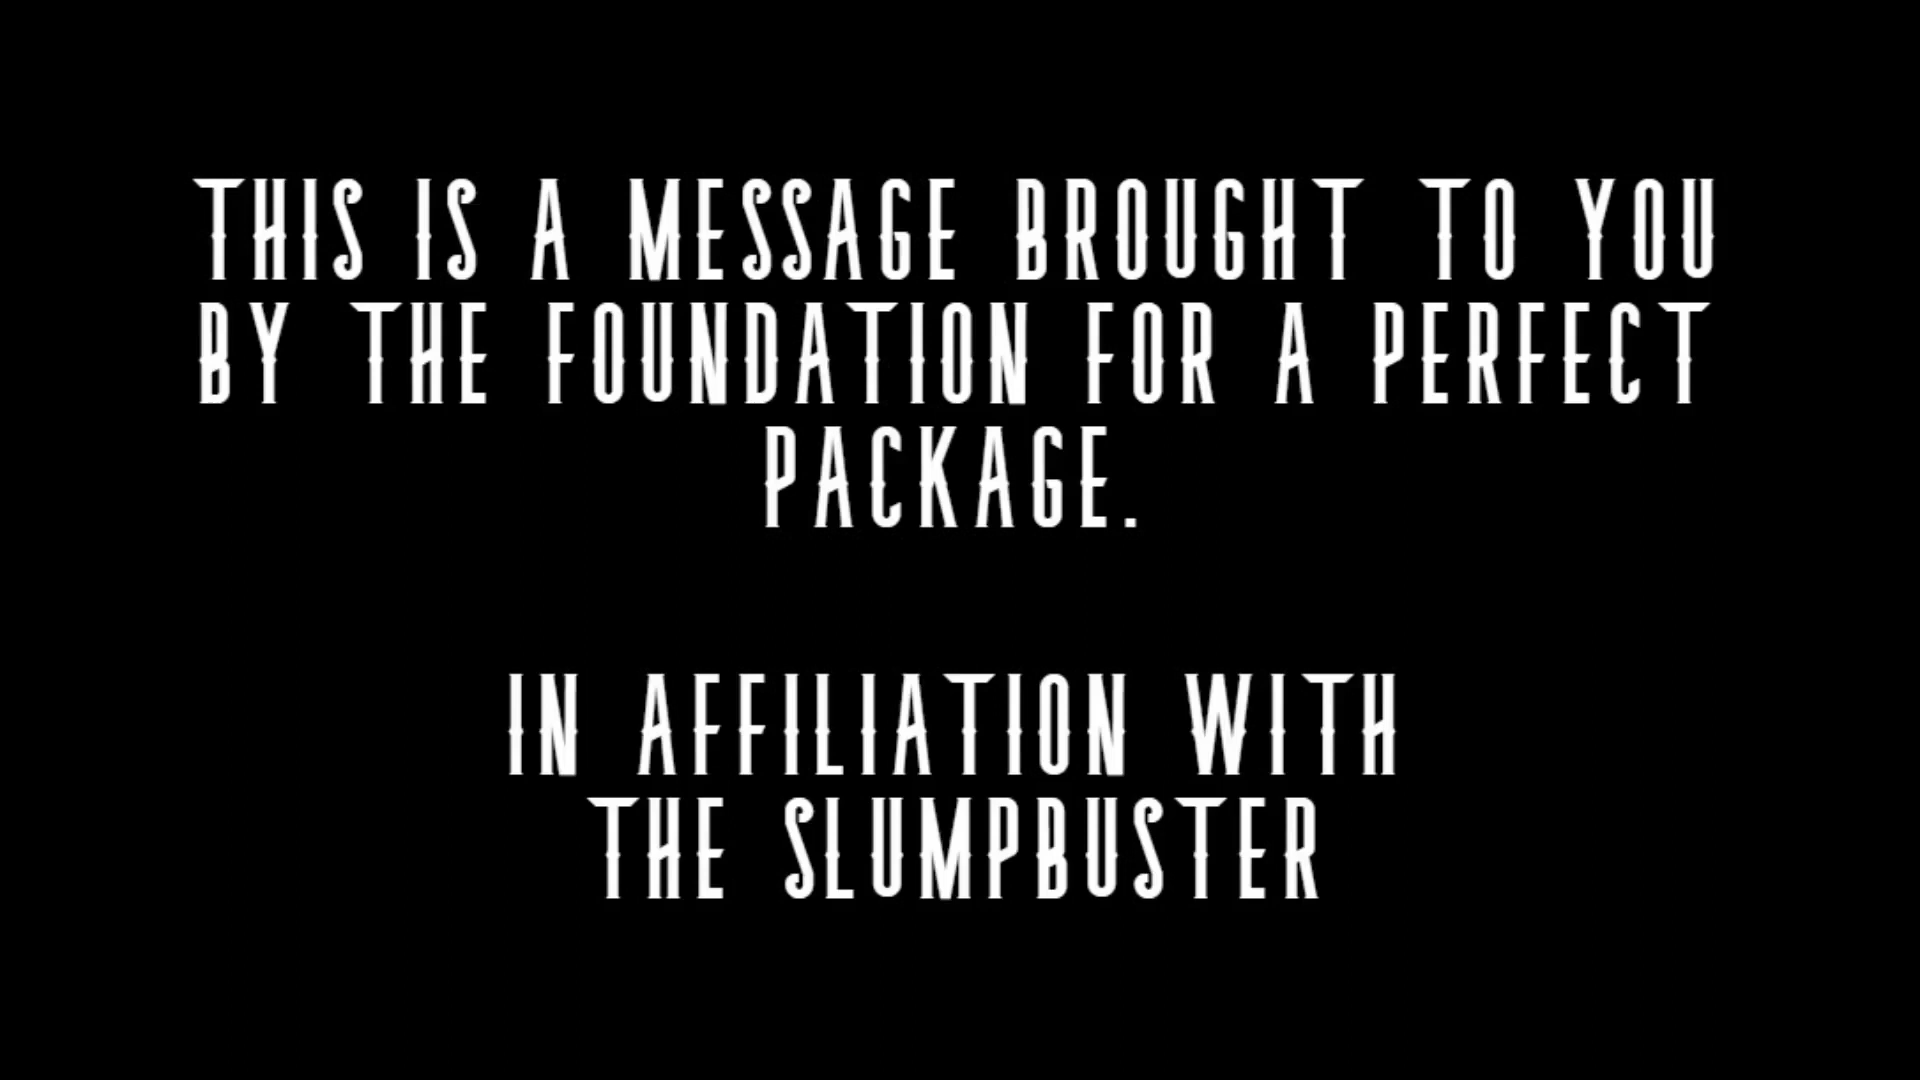 THIS IS A MESSAGE BROUGHT TO YOU
BY THE FOUNDATION FOR A PERFECT
PACKAGE.
IN AFFILIATION WITH
THE SLUMPBUSTER